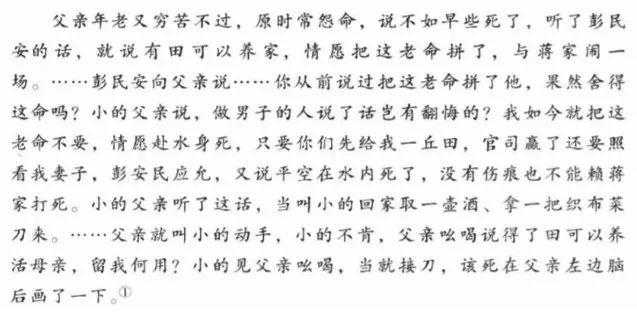 父亲年老又穷苦不过，原时常怨命，说不如早些死了，听了彭民
安的话，就说有田可以养家，情愿把这老命拼了，与蒋家闹一
场。……彭民安向父亲说……你从前说过把这老命拼了他，果然舍得
这命吗？小的父亲说，做男子的人说了话岂有翻悔的？我如今就把这
老命不要，情愿赴水身死，只要你们先给我一丘田，官司赢了还要照
看我妻子，彭安民应允，又说平空在水内死了，没有伤痕也不能赖蒋
家打死。小的父亲听了这话，当叫小的回家取一壶酒、拿一把织布菜
刀来。……父亲就叫小的动手，小的不肯，父亲吆喝说得了田可以养
活母亲，留我何用？小的见父亲吆喝，当就接刀，该死在父亲左边脑
后画了一下。①